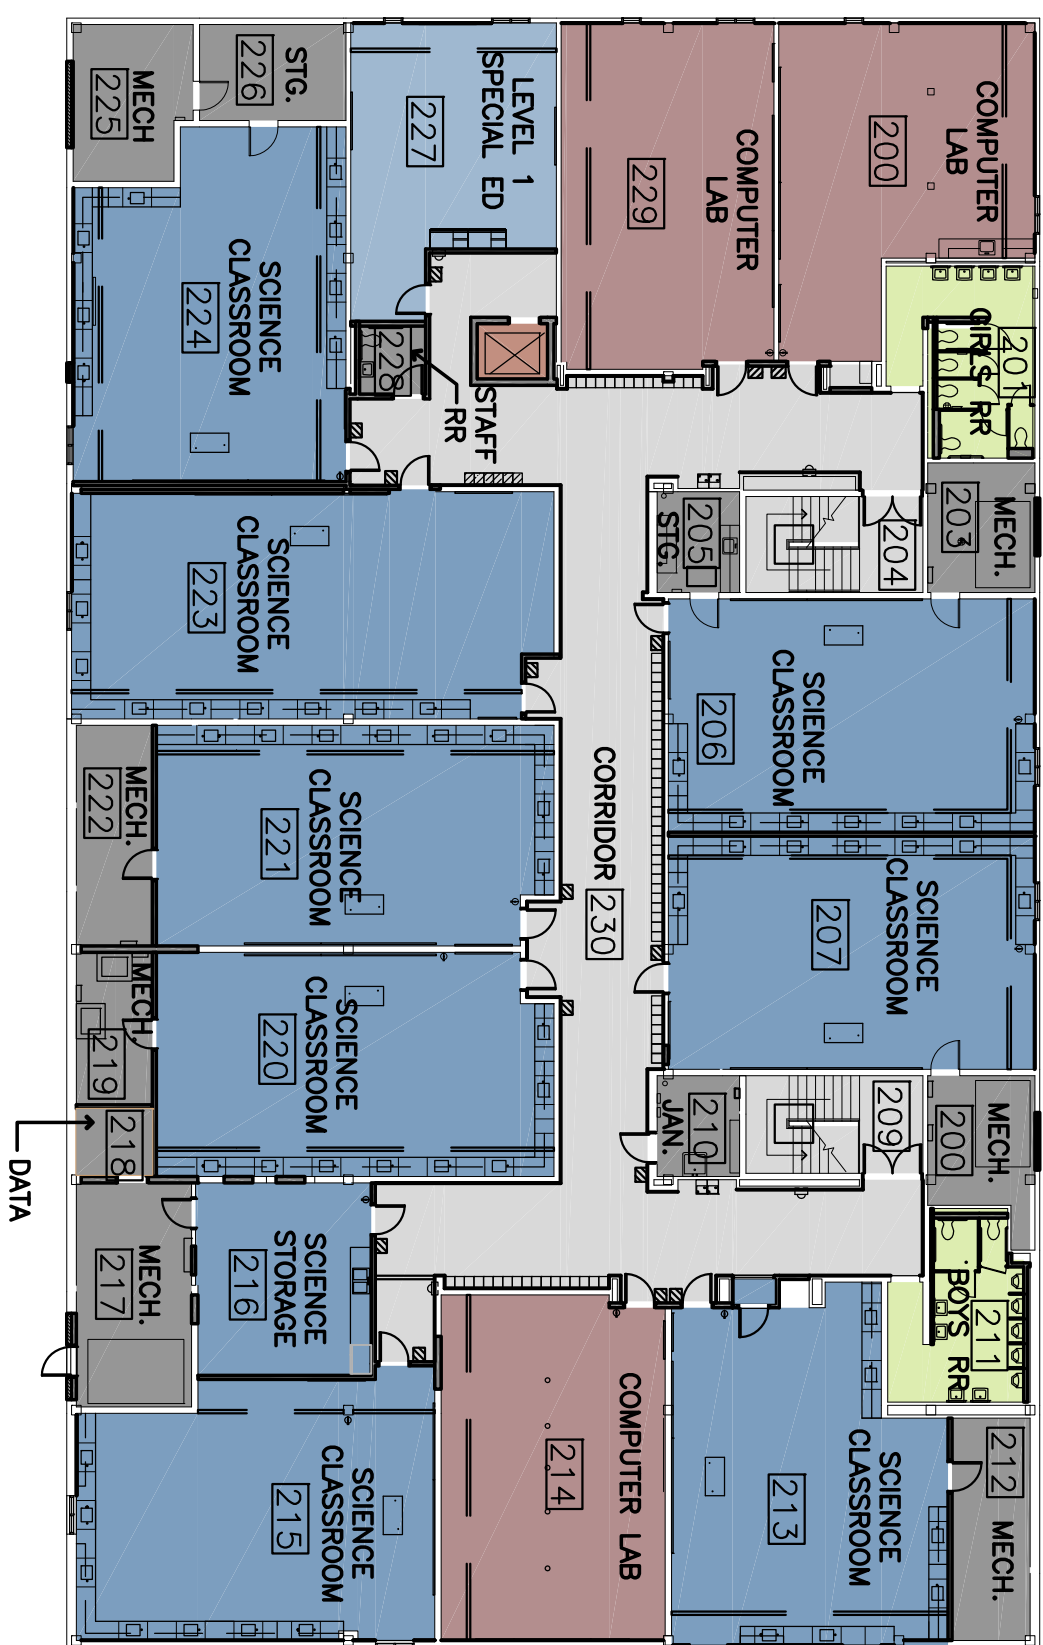 MECH
225
STG.
226
LEVEL 1
SPECIAL ED
227
COMPUTER
LAB
229
COMPUTER
LAB
200
GIRLS RR
201
SCIENCE
CLASSROOM
224
228
STAFF
RR
MECH.
203
204
STG.
205
SCIENCE
CLASSROOM
223
SCIENCE
CLASSROOM
206
MECH.
222
SCIENCE
CLASSROOM
221
CORRIDOR 230
SCIENCE
CLASSROOM
207
MECH.
219
SCIENCE
CLASSROOM
220
218
DATA
JAN.
210
209
MECH.
200
MECH.
217
SCIENCE
STORAGE
216
BOYS RR
211
SCIENCE
CLASSROOM
215
COMPUTER LAB
214
SCIENCE
CLASSROOM
213
212 MECH.